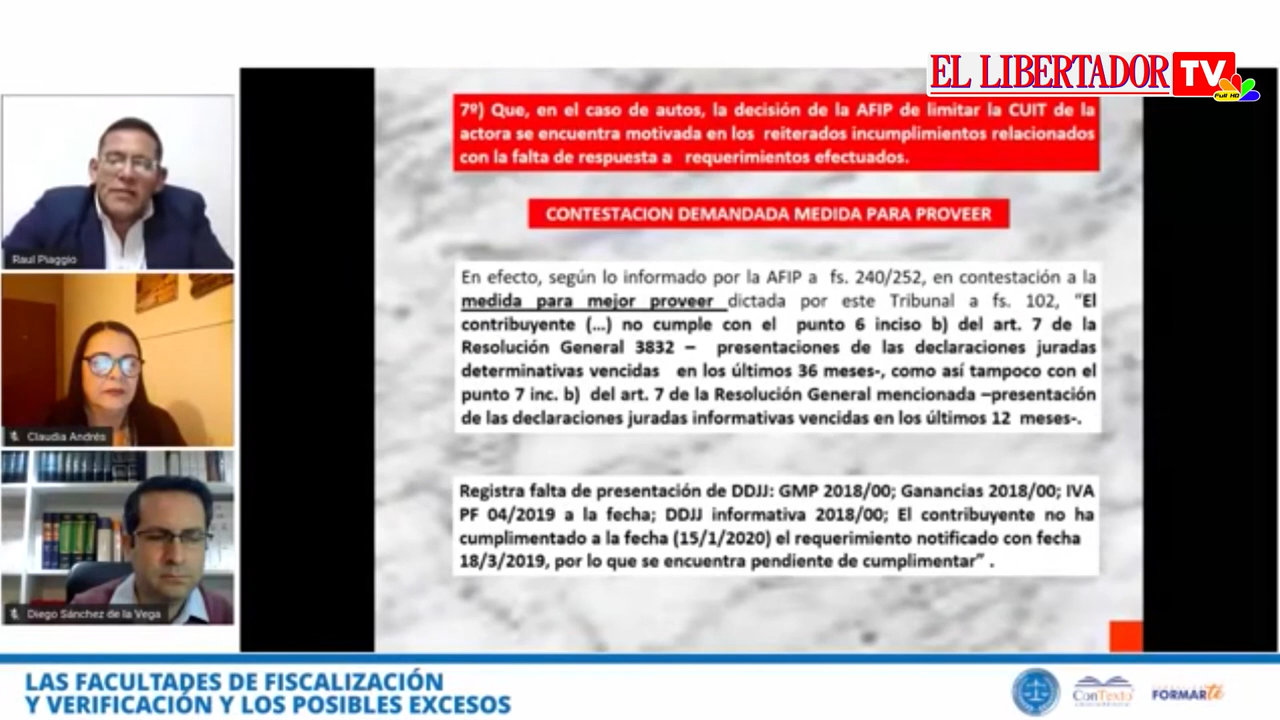 EL LIBERTADOR TV
Full HD
7º) Que, en el caso de autos, la decisión de la AFIP de limitar la CUIT de la
actora se encuentra motivada en los reiterados incumplimientos relacionados
con la falta de respuesta a requerimientos efectuados.
CONTESTACION DEMANDADA MEDIDA PARA PROVEER
En efecto, según lo informado por la AFIP a fs. 240/252, en contestación a la
medida para mejor proveer dictada por este Tribunal a fs. 102, "El
contribuyente (...) no cumple con el punto 6 inciso b) del art. 7 de la
Resolución General 3832 – presentaciones de las declaraciones juradas
determinativas vencidas en los últimos 36 meses-, como así tampoco con el
punto 7 inc. b) del art. 7 de la Resolución General mencionada –presentación
de las declaraciones juradas informativas vencidas en los últimos 12 meses-.
Registra falta de presentación de DDJJ: GMP 2018/00; Ganancias 2018/00; IVA
PF 04/2019 a la fecha; DDJJ informativa 2018/00; El contribuyente no ha
cumplimentado a la fecha (15/1/2020) el requerimiento notificado con fecha
18/3/2019, por lo que se encuentra pendiente de cumplimentar" .
Raul Piaggio
Claudia Andrés
Diego Sánchez de la Vega
LAS FACULTADES DE FISCALIZACIÓN
Y VERIFICACIÓN Y LOS POSIBLES EXCESOS
ConTexto
FORMARte